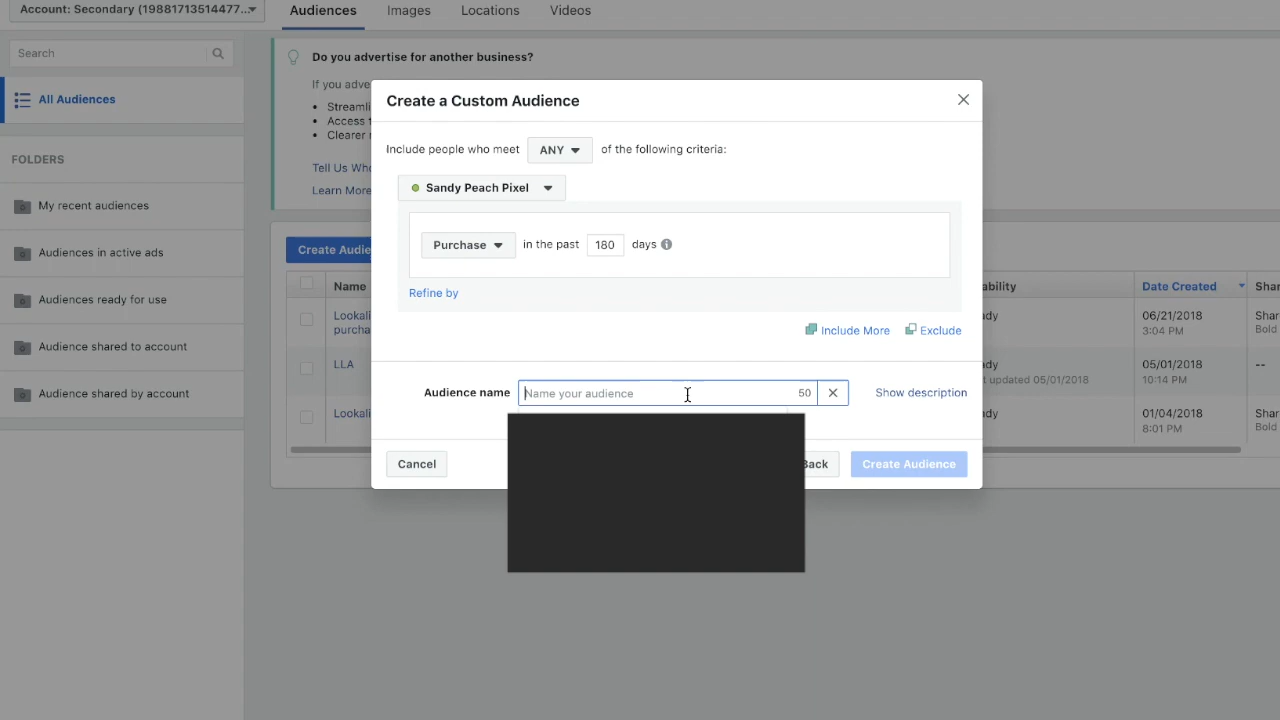 Account: Secondary (19881713514477...
Audiences
Images
Locations
Videos
Search
All Audiences
FOLDERS
My recent audiences
Audiences in active ads
Audiences ready for use
Audience shared to account
Audience shared by account
Do you advertise for another business?
If you adve
Streamli
Access t
Clearer r
Tell Us Who
Learn More
Create Audie
Name
ability
Date Created
Shar
Lookali
purcha
ady
06/21/2018
3:04 PM
Shar
Bold
LLA
ady
t updated 05/01/2018
05/01/2018
10:14 PM
--
Lookali
ady
01/04/2018
8:01 PM
Shar
Bold
Create a Custom Audience
Include people who meet ANY of the following criteria:
Sandy Peach Pixel
Purchase in the past 180 days
Refine by
Include More Exclude
Audience name Name your audience 50 Show description
Cancel Back Create Audience